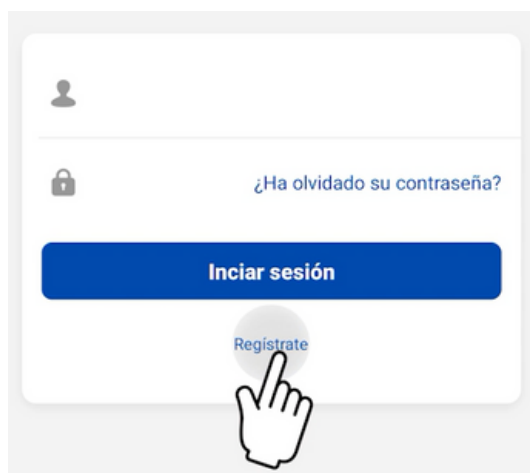 ¿Ha olvidado su contraseña?
Inciar sesión
Regístrate